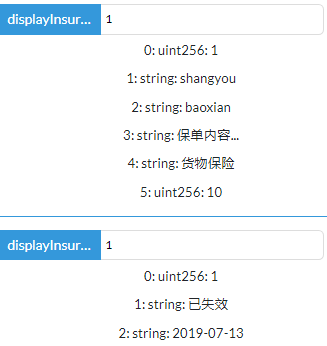 displayInsur... 1
0: uint256: 1
1: string: shangyou
2: string: baoxian
3: string: 保单内容...
4: string: 货物保险
5: uint256: 10
displayInsur... 1
0: uint256: 1
1: string: 已失效
2: string: 2019-07-13